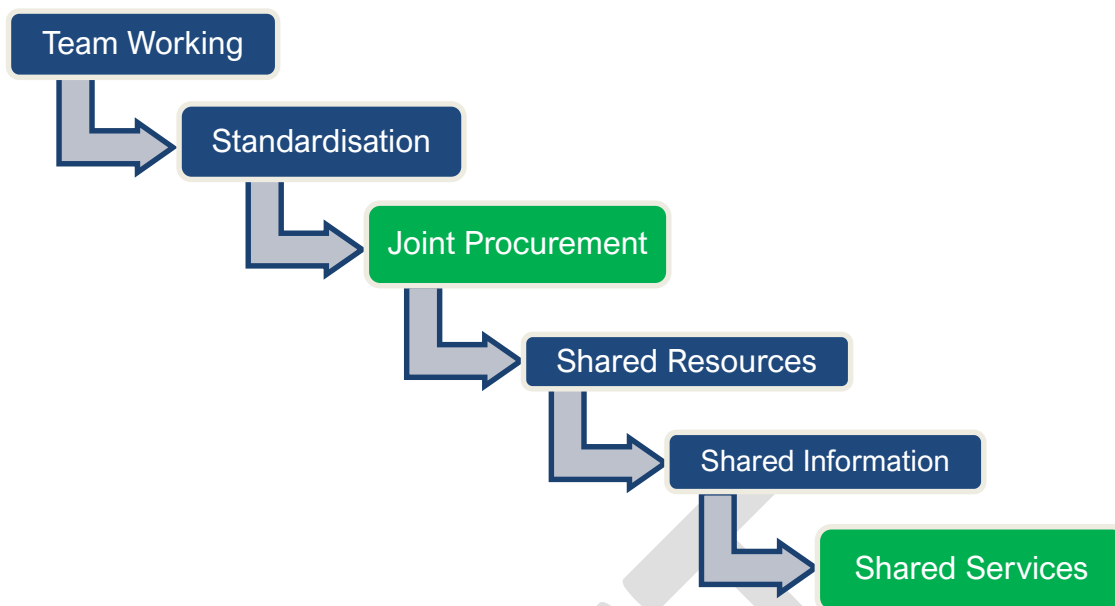 Team Working
Standardisation
Joint Procurement
Shared Resources
Shared Information
Shared Services